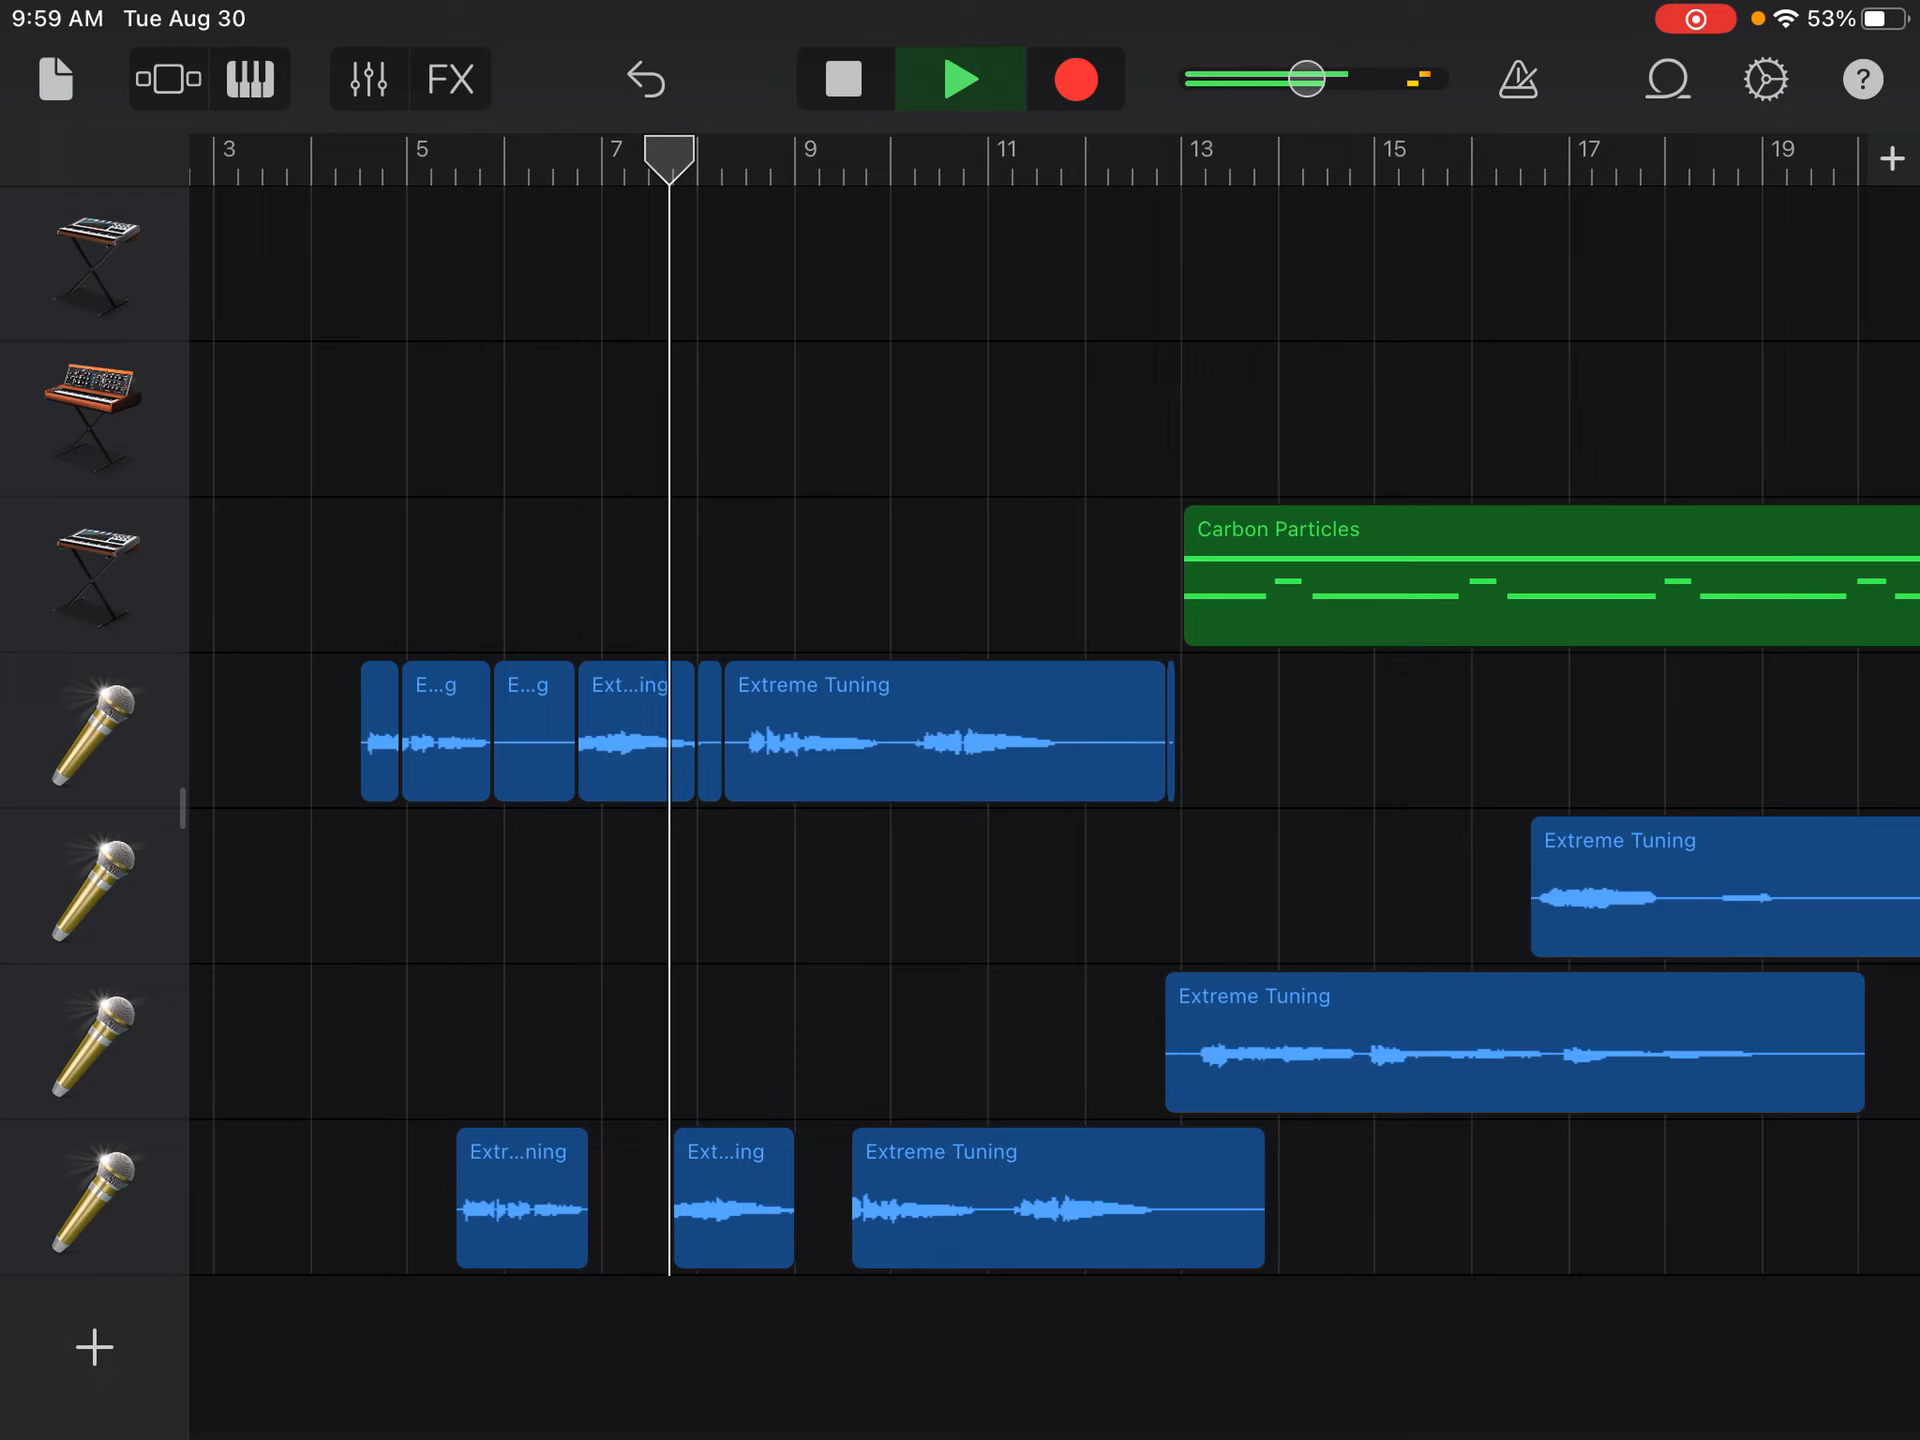 9:59 AM Tue Aug 30
53%
FX
?
3 5 7 9 11 13 15 17 19
Carbon Particles
E...g
E...g
Ext...ing
Extreme Tuning
Extreme Tuning
Extreme Tuning
Extr...ning
Ext...ing
Extreme Tuning